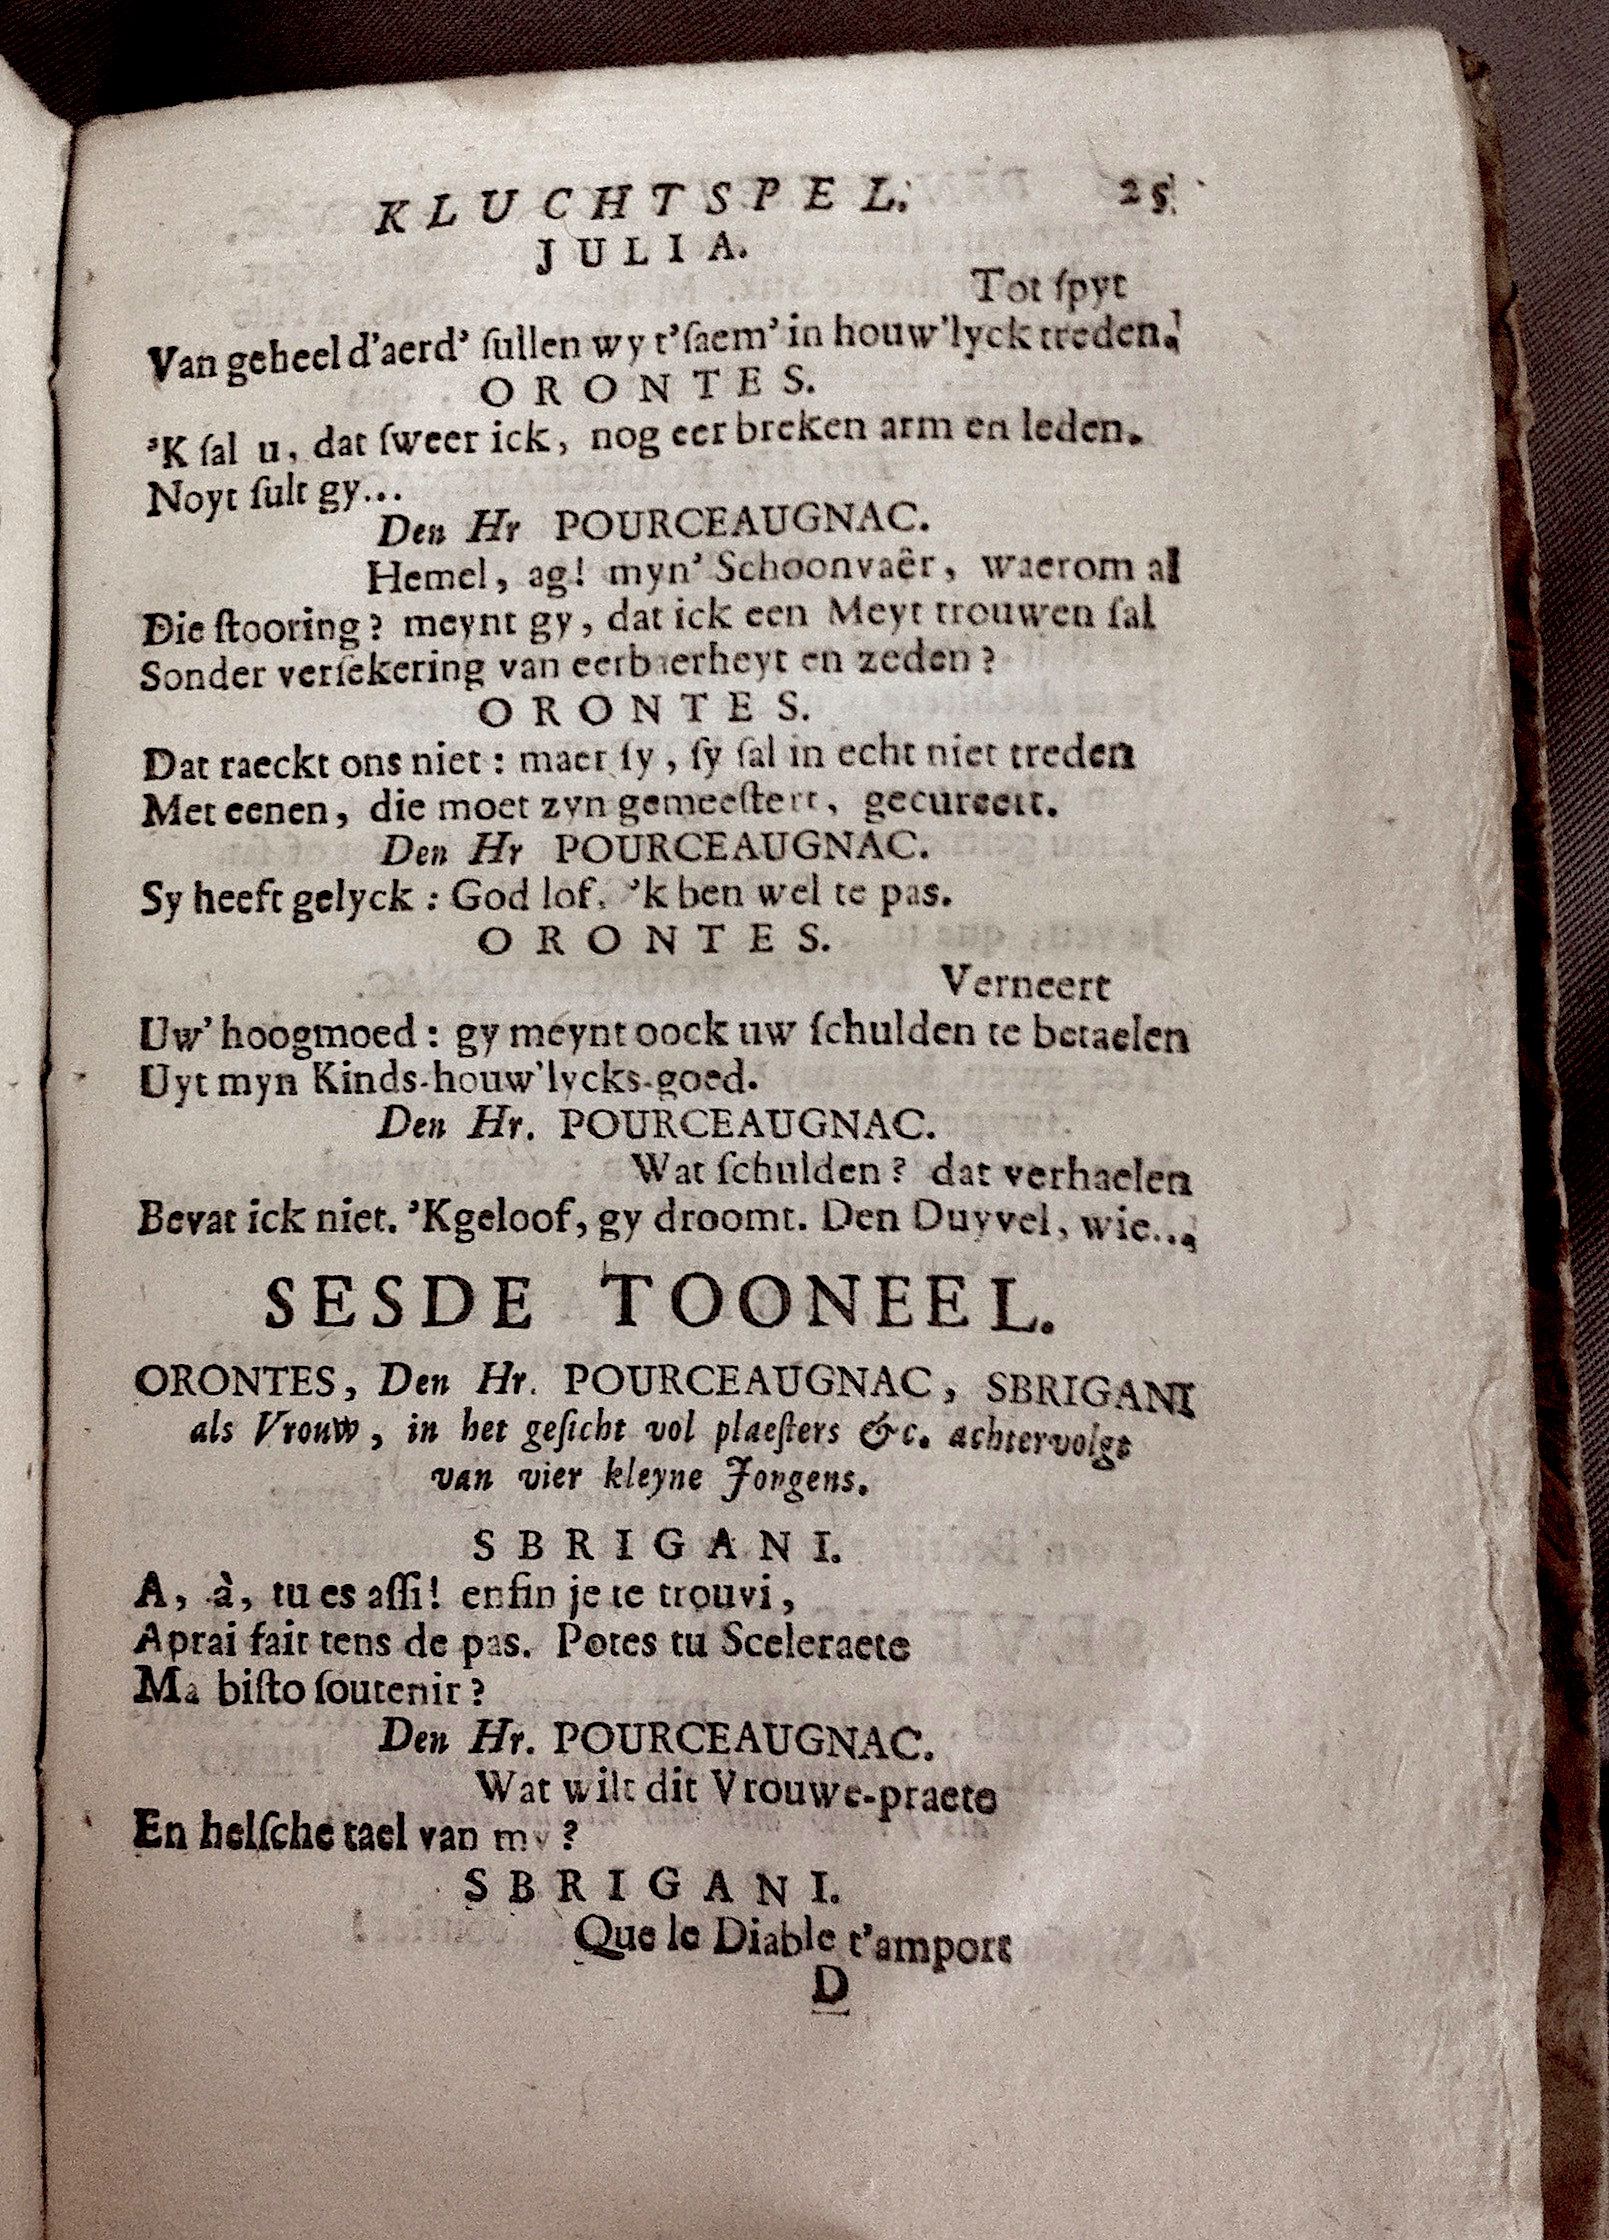 KLUCHTSPEL. 25.
JULIA.
Tot ſpyt
Van geheel d'aerd' ſullen wy t'ſaem' in houw'lyck treden.
ORONTES.
'K ſal u, dat ſweer ick, nog eer breken arm en leden.
Noyt ſult gy...
Den Hr POURCEAUGNAC.
Hemel, ag! myn' Schoonvaêr, waerom al
Die ſtooring? meynt gy, dat ick een Meyt trouwen ſal
Sonder verſekering van eerbaerheyt en zeden?
ORONTES.
Dat raeckt ons niet: maer ſy, ſy ſal in echt niet treden
Met eenen, die moet zyn gemeeſtert, gecureert.
Den Hr POURCEAUGNAC.
Sy heeft gelyck: God lof, 'k ben wel te pas.
ORONTES.
Verneert
Uw' hoogmoed: gy meynt oock uw ſchulden te betaelen
Uyt myn Kinds-houw'lycks-goed.
Den Hr. POURCEAUGNAC.
Wat ſchulden? dat verhaelen
Bevat ick niet. 'K geloof, gy droomt. Den Duyvel, wie...
SESDE TOONEEL.
ORONTES, Den Hr. POURCEAUGNAC, SBRIGANI
als Vrouw, in het geſicht vol plaeſters &c. achtervolgt
van vier kleyne Jongens.
SBRIGANI.
A, à, tu es aſſi! enfin je te trouvi,
Aprai fait tens de pas. Potes tu Sceleraete
Ma biſto ſoutenir?
Den Hr. POURCEAUGNAC.
Wat wilt dit Vrouwe-praete
En helſche tael van my?
SBRIGANI.
Que le Diable t'amport
D